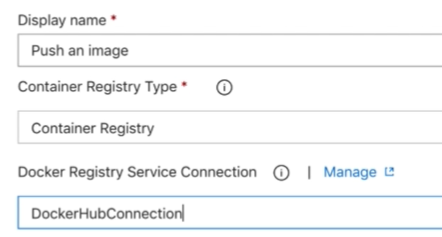 Display name *
Push an image
Container Registry Type *
Container Registry
Docker Registry Service Connection | Manage
DockerHubConnection